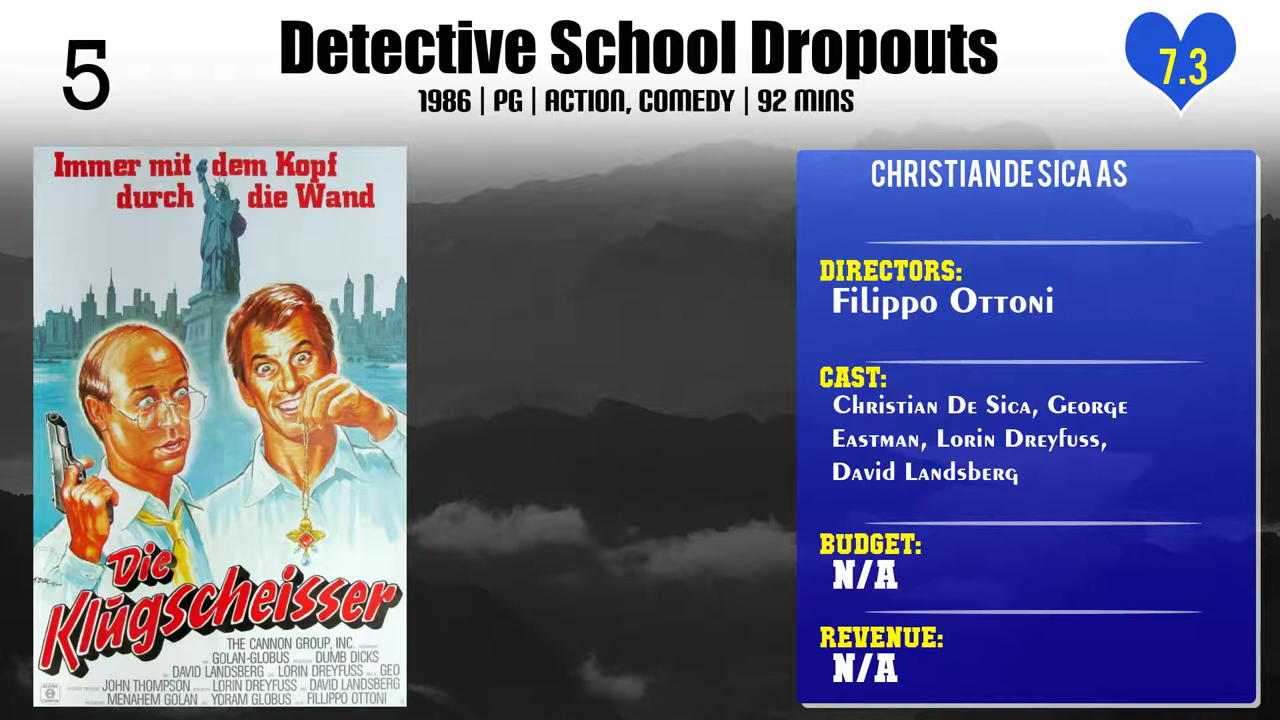 5
Detective School Dropouts
7.3
1986 | PG | ACTION, COMEDY | 92 MINS
Immer mit dem Kopf
durch die Wand
Die
Klugscheisser
THE CANNON GROUP, INC.
GOLAN-GLOBUS DUMB DICKS
DAVID LANDSBERG LORIN DREYFUSS GEO
JOHN THOMPSON LORIN DREYFUSS DAVID LANDSBERG
MENAHEM GOLAN YORAM GLOBUS FILLIPPO OTTONI
CHRISTIAN DE SICA AS
DIRECTORS:
Filippo Ottoni
CAST:
Christian De Sica, George
Eastman, Lorin Dreyfuss,
David Landsberg
BUDGET:
N/A
REVENUE:
N/A